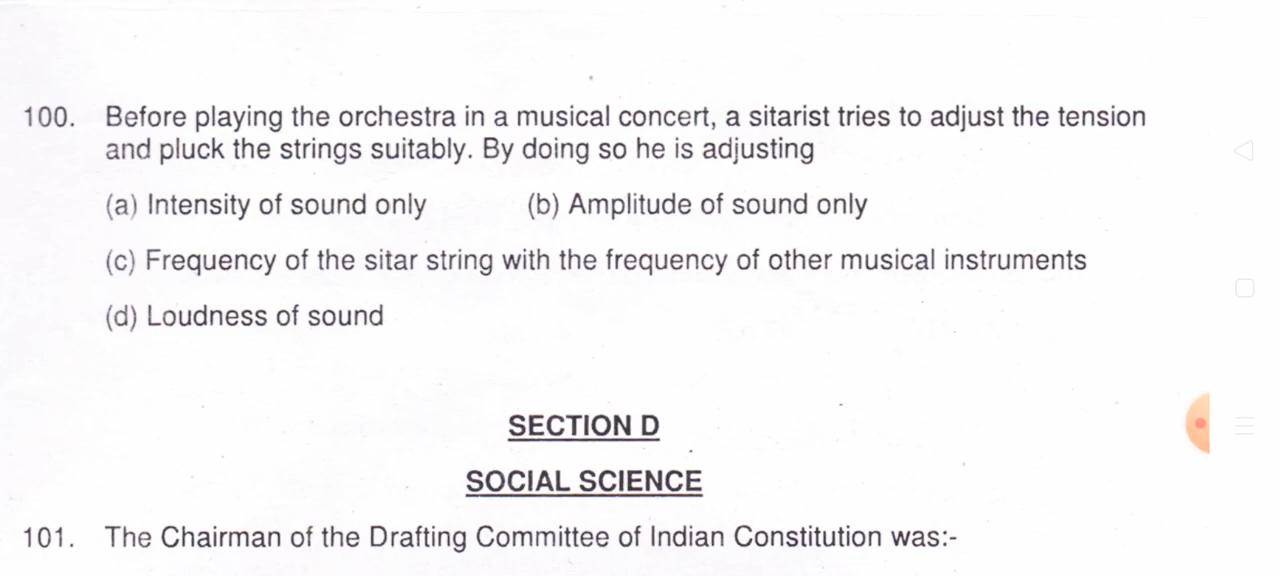 100. Before playing the orchestra in a musical concert, a sitarist tries to adjust the tension
and pluck the strings suitably. By doing so he is adjusting
(a) Intensity of sound only (b) Amplitude of sound only
(c) Frequency of the sitar string with the frequency of other musical instruments
(d) Loudness of sound
SECTION D
SOCIAL SCIENCE
101. The Chairman of the Drafting Committee of Indian Constitution was:-